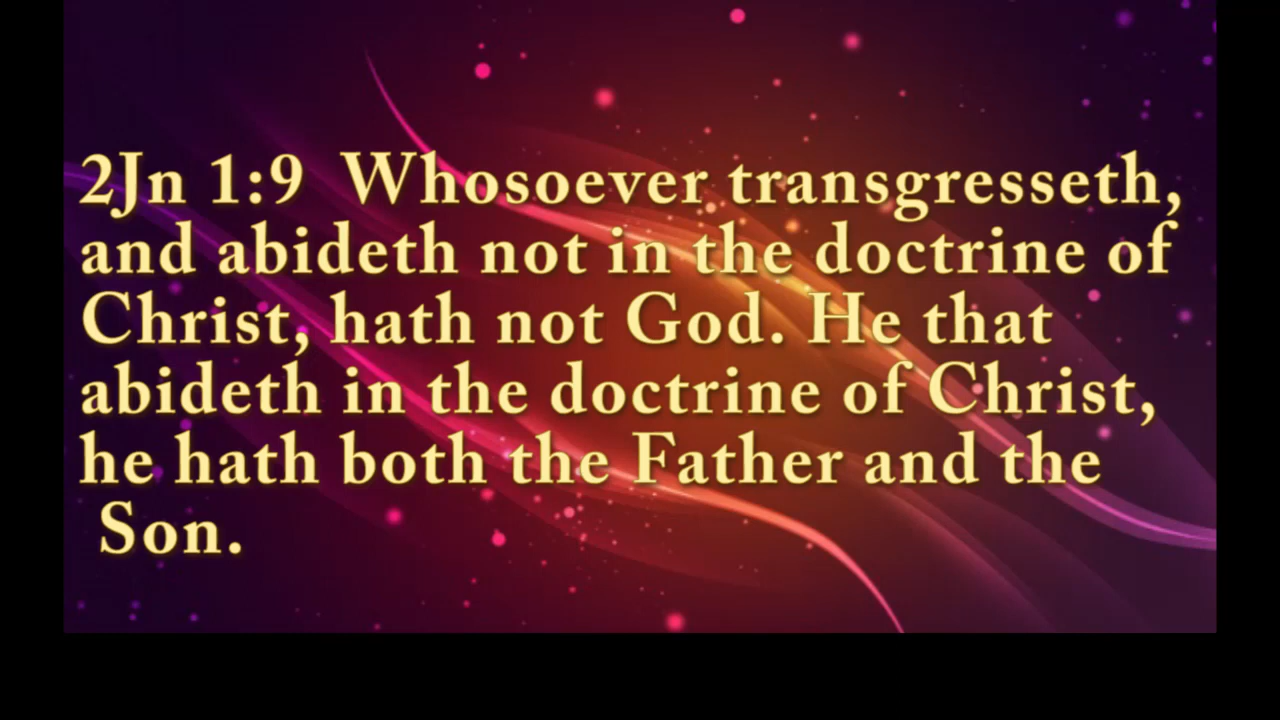 2Jn 1:9  Whosoever transgresseth,
and abideth not in the doctrine of
Christ, hath not God. He that
abideth in the doctrine of Christ,
he hath both the Father and the
Son.